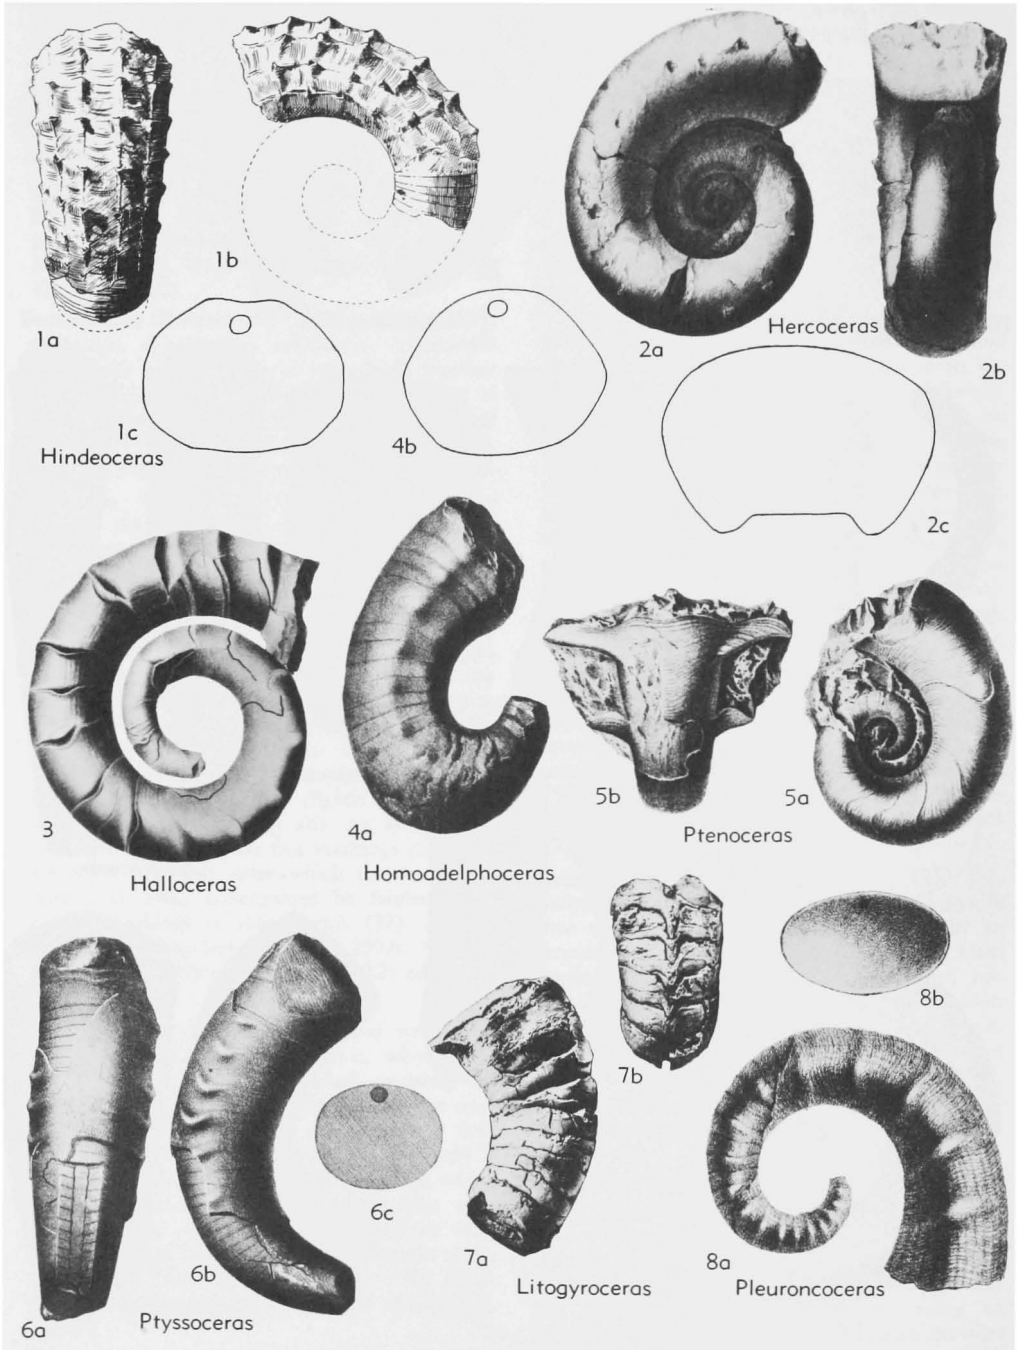 1a
1b
2a
Hercoceras
2b
1c
Hindeoceras
4b
2c
3
Halloceras
4a
Homoadelphoceras
5b
5a
Ptenoceras
6a
6b
Ptyssoceras
6c
7a
7b
Litogyroceras
8b
8a
Pleuroncoceras